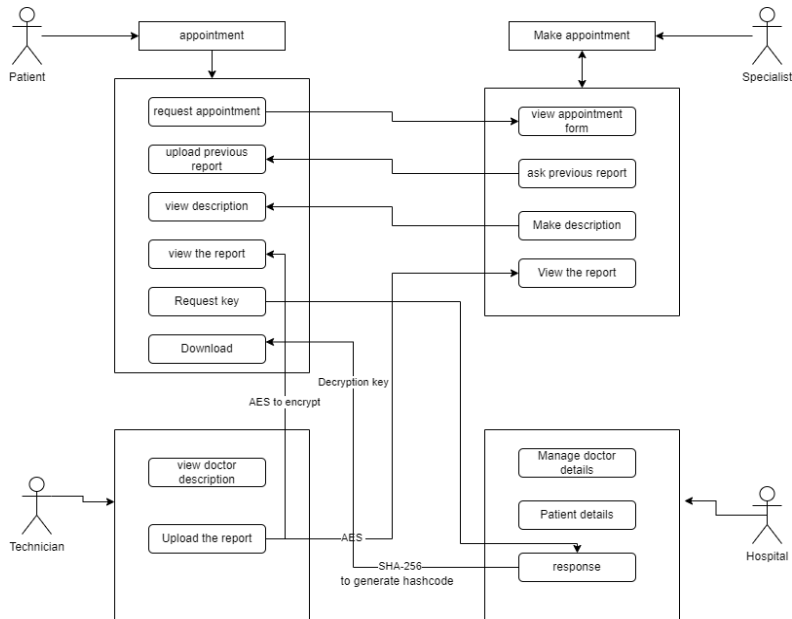 appointment
Make appointment
Patient
Specialist
request appointment
view appointment
form
upload previous
report
ask previous report
view description
Make description
view the report
View the report
Request key
Download
Decryption key
AES to encrypt
view doctor
description
Manage doctor
details
Patient details
Technician
Upload the report
AES
Hospital
SHA-256
to generate hashcode
response